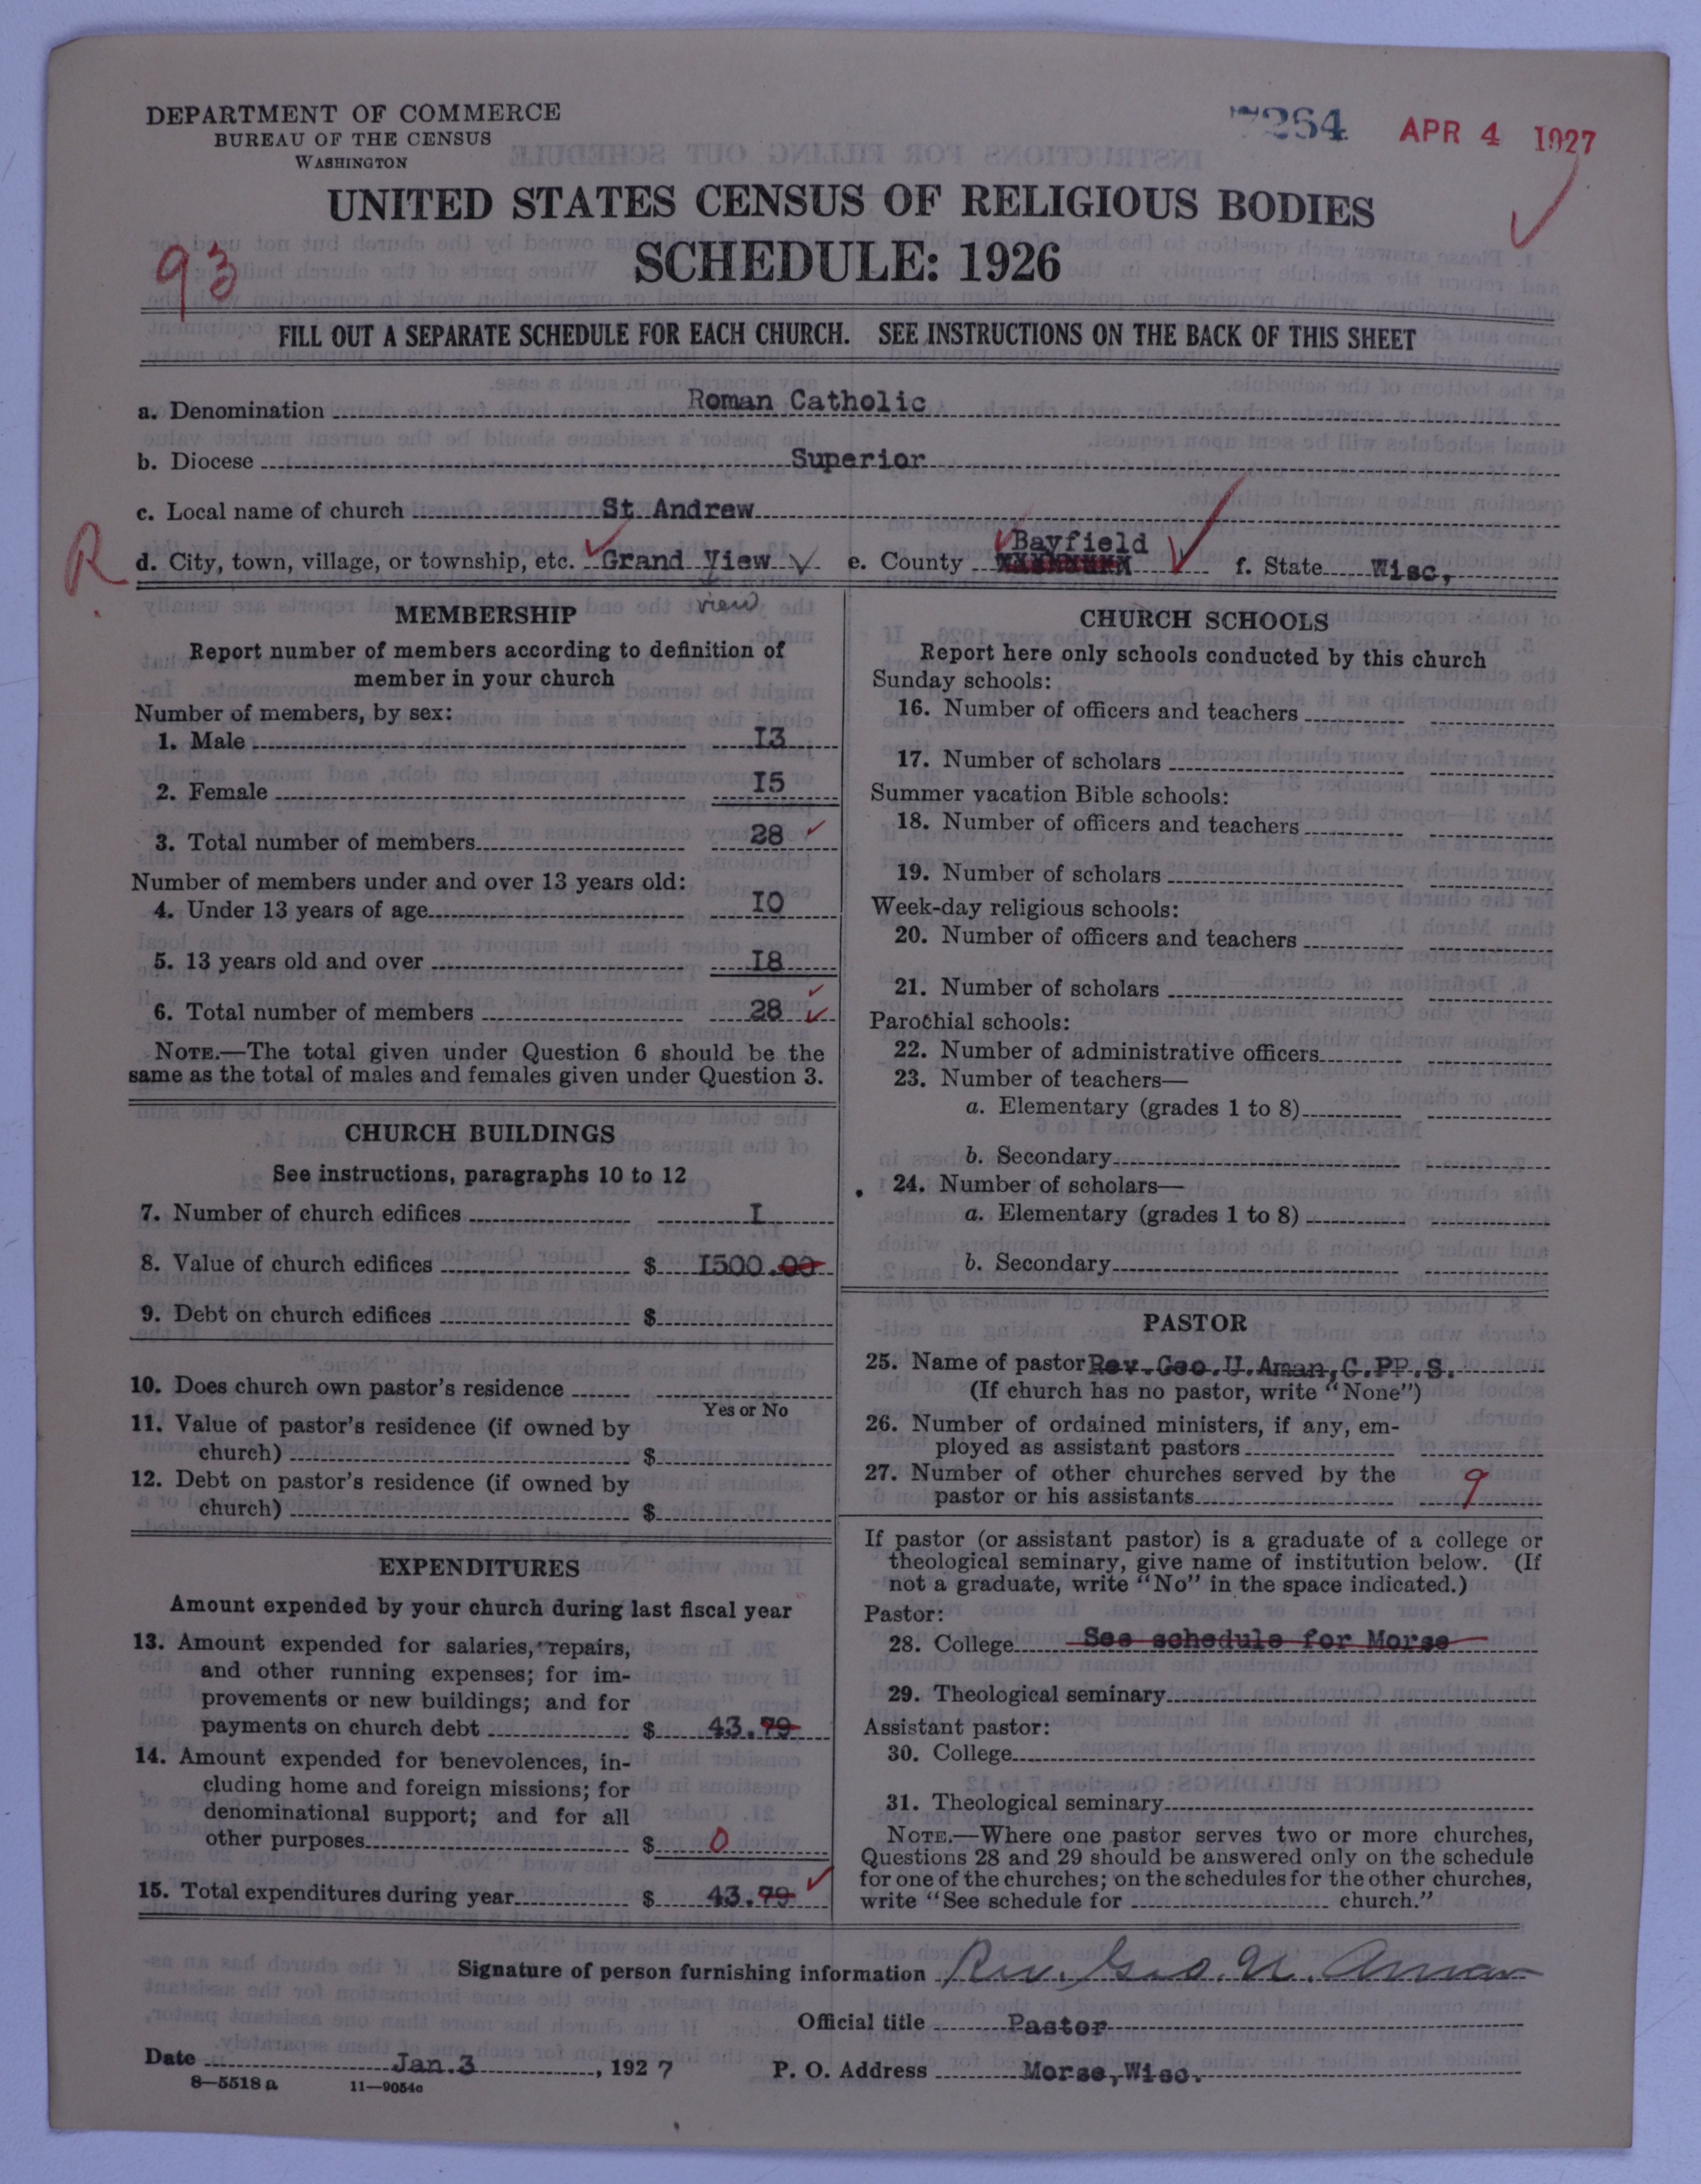 DEPARTMENT OF COMMERCE
BUREAU OF THE CENSUS
WASHINGTON
7264 APR 4 1927
UNITED STATES CENSUS OF RELIGIOUS BODIES
SCHEDULE: 1926
93
FILL OUT A SEPARATE SCHEDULE FOR EACH CHURCH. SEE INSTRUCTIONS ON THE BACK OF THIS SHEET
a. Denomination Roman Catholic
b. Diocese Superior
c. Local name of church St Andrew
R
d. City, town, village, or township, etc. Grand View e. County Bayfield f. State Wisc,
view
MEMBERSHIP
Report number of members according to definition of
member in your church
Number of members, by sex:
1. Male I3
2. Female I5
3. Total number of members 28
Number of members under and over 13 years old:
4. Under 13 years of age I0
5. 13 years old and over I8
6. Total number of members 28
NOTE.—The total given under Question 6 should be the
same as the total of males and females given under Question 3.
CHURCH BUILDINGS
See instructions, paragraphs 10 to 12
7. Number of church edifices I
8. Value of church edifices $ I500.00
9. Debt on church edifices $
10. Does church own pastor's residence
Yes or No
11. Value of pastor's residence (if owned by
church) $
12. Debt on pastor's residence (if owned by
church) $
EXPENDITURES
Amount expended by your church during last fiscal year
13. Amount expended for salaries, repairs,
and other running expenses; for im-
provements or new buildings; and for
payments on church debt $ 43.79
14. Amount expended for benevolences, in-
cluding home and foreign missions; for
denominational support; and for all
other purposes $ 0
15. Total expenditures during year $ 43.79
CHURCH SCHOOLS
Report here only schools conducted by this church
Sunday schools:
16. Number of officers and teachers
17. Number of scholars
Summer vacation Bible schools:
18. Number of officers and teachers
19. Number of scholars
Week-day religious schools:
20. Number of officers and teachers
21. Number of scholars
Parochial schools:
22. Number of administrative officers
23. Number of teachers—
a. Elementary (grades 1 to 8)
b. Secondary
24. Number of scholars—
a. Elementary (grades 1 to 8)
b. Secondary
PASTOR
25. Name of pastor Rev.Geo.U.Aman,C.PP.S.
(If church has no pastor, write "None")
26. Number of ordained ministers, if any, em-
ployed as assistant pastors
27. Number of other churches served by the
pastor or his assistants 9
If pastor (or assistant pastor) is a graduate of a college or
theological seminary, give name of institution below. (If
not a graduate, write "No" in the space indicated.)
Pastor:
28. College See schedule for Morse
29. Theological seminary
Assistant pastor:
30. College
31. Theological seminary
NOTE.—Where one pastor serves two or more churches,
Questions 28 and 29 should be answered only on the schedule
for one of the churches; on the schedules for the other churches,
write "See schedule for church."
Signature of person furnishing information Rev. Geo. U. Aman
Official title Pastor
Date Jan.3, 1927 P. O. Address Morse,Wisc.
8—5518 a 11—9054c